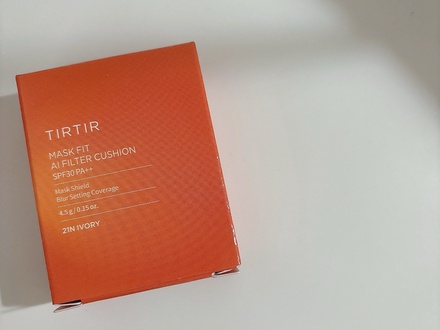 TIRTIR
MASK FIT
AI FILTER CUSHION
SPF30 PA++
Mask Shield
Blur Setting Coverage
4.5 g / 0.15 oz.
21N IVORY